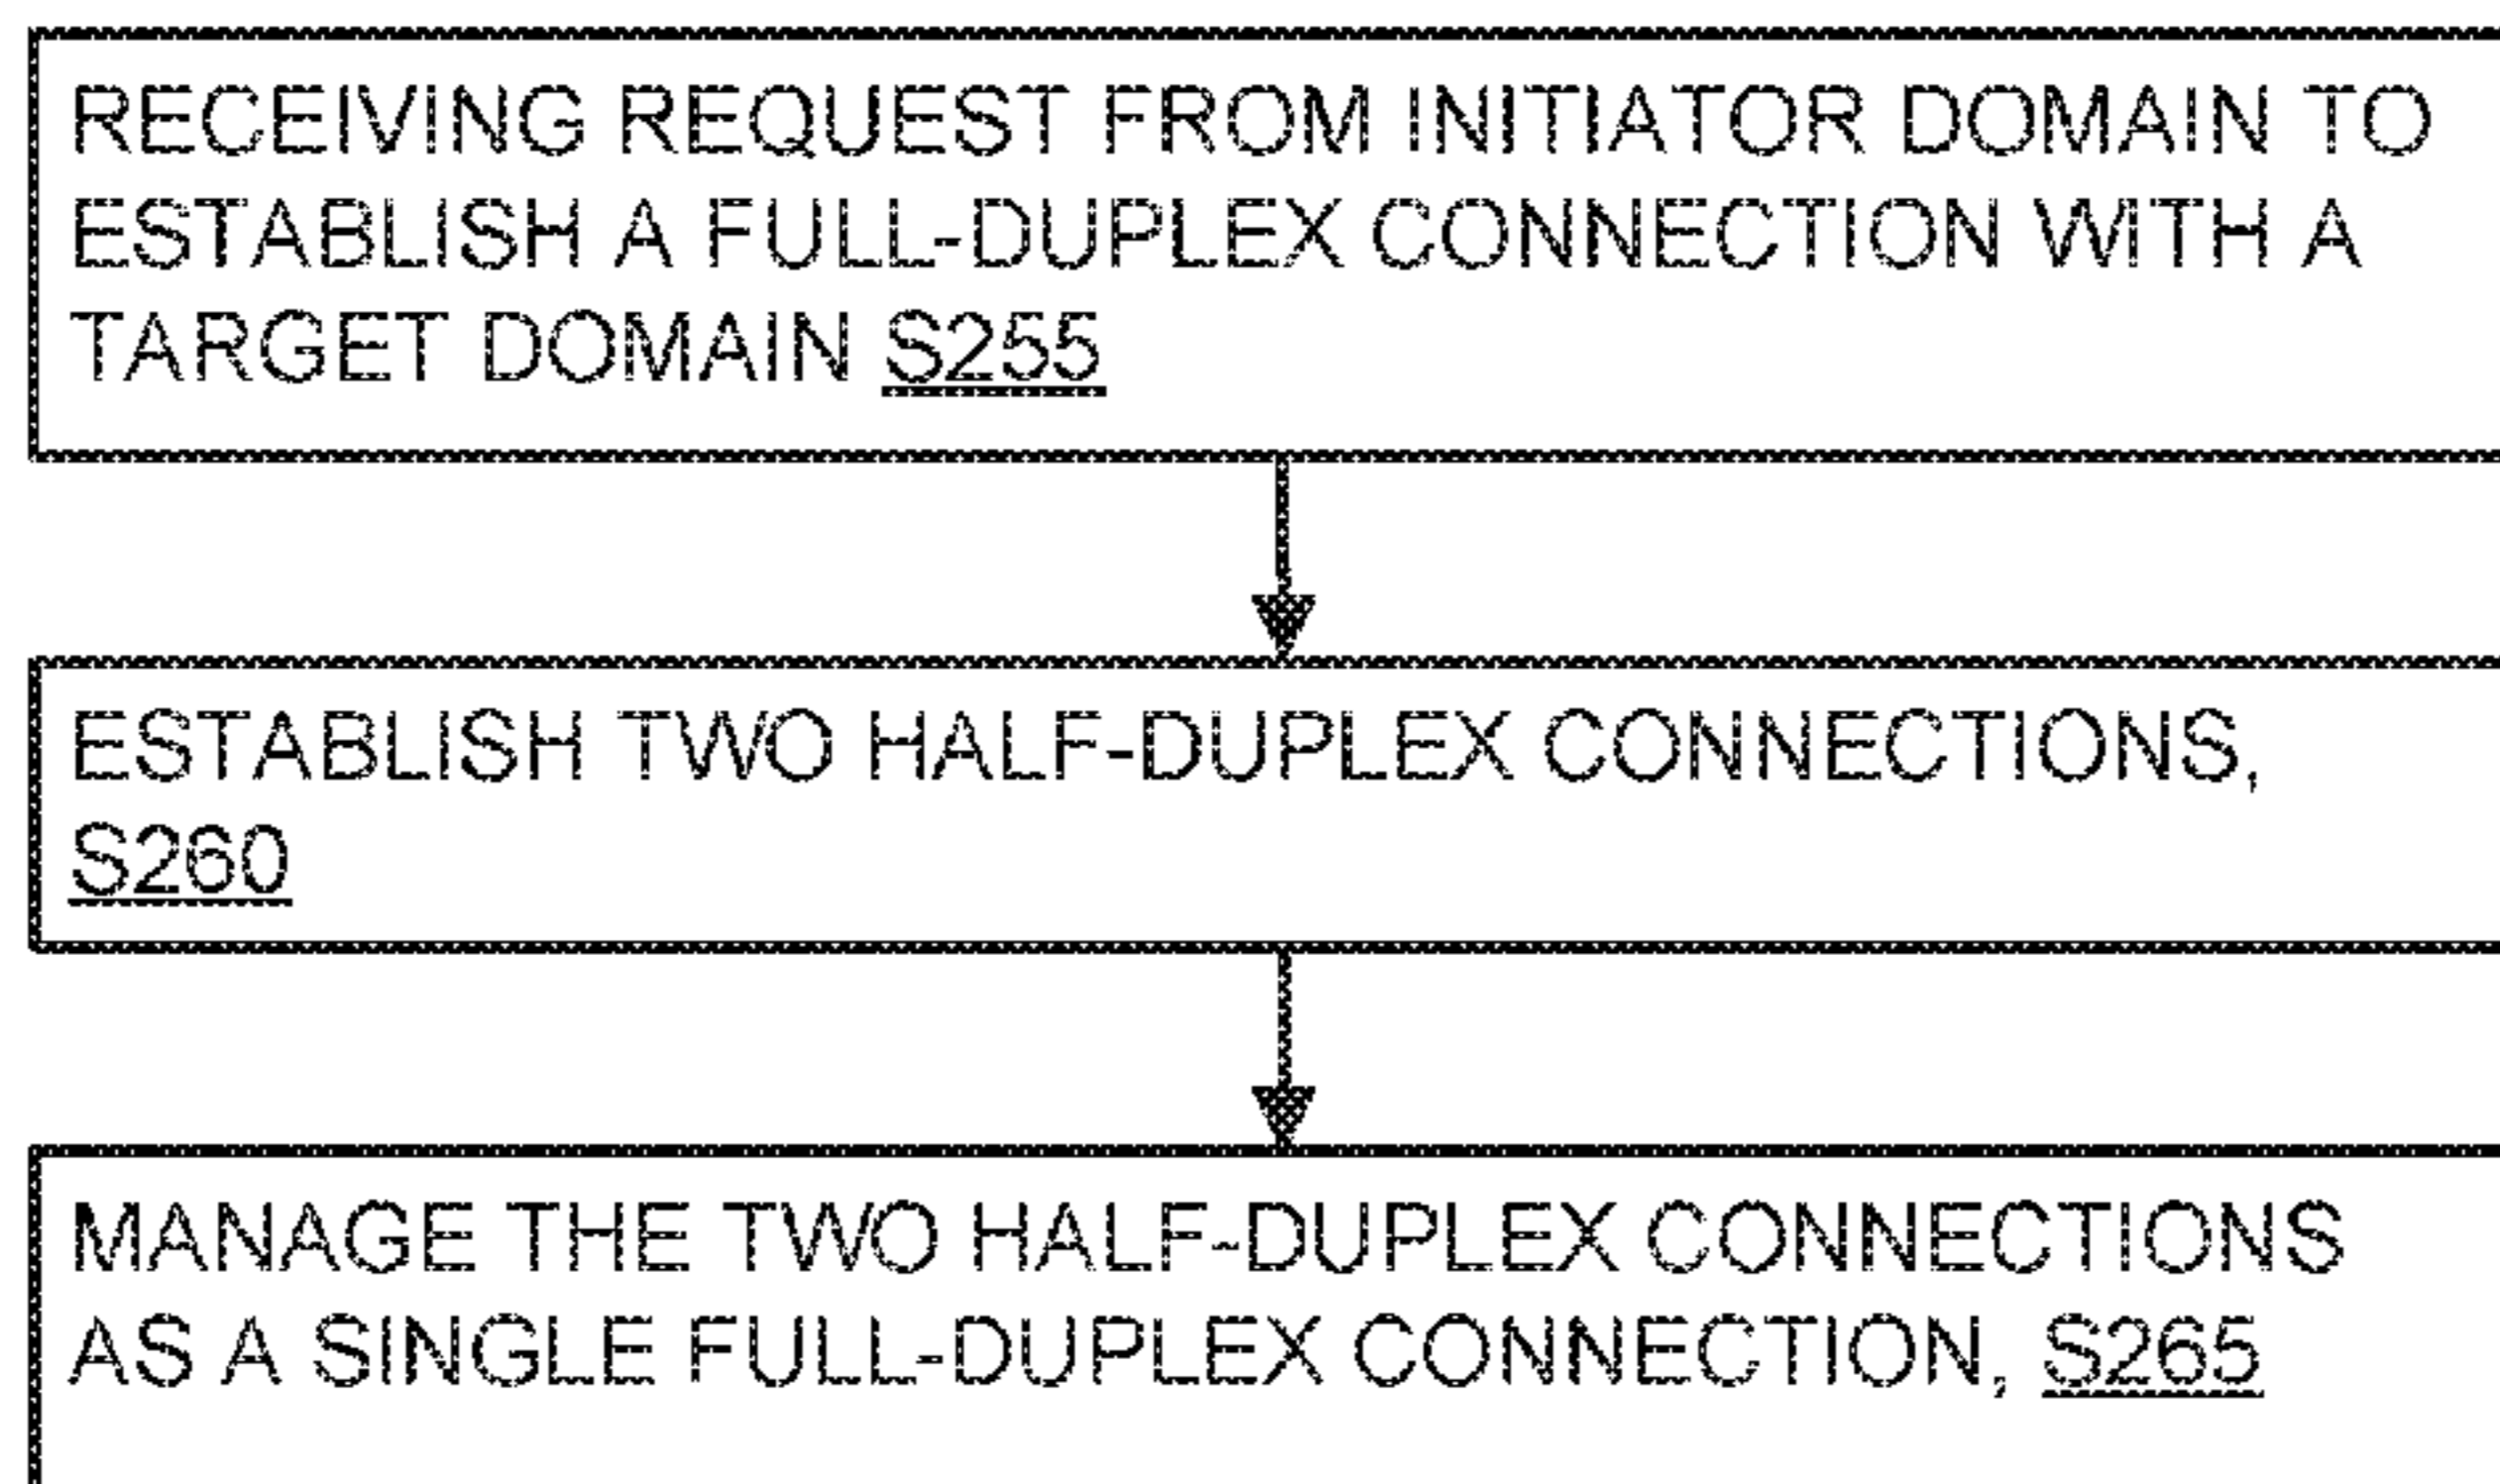 RECEIVING REQUEST FROM INITIATOR DOMAIN TO
ESTABLISH A FULL-DUPLEX CONNECTION WITH A
TARGET DOMAIN S255
ESTABLISH TWO HALF-DUPLEX CONNECTIONS,
S260
MANAGE THE TWO HALF-DUPLEX CONNECTIONS
AS A SINGLE FULL-DUPLEX CONNECTION, S265